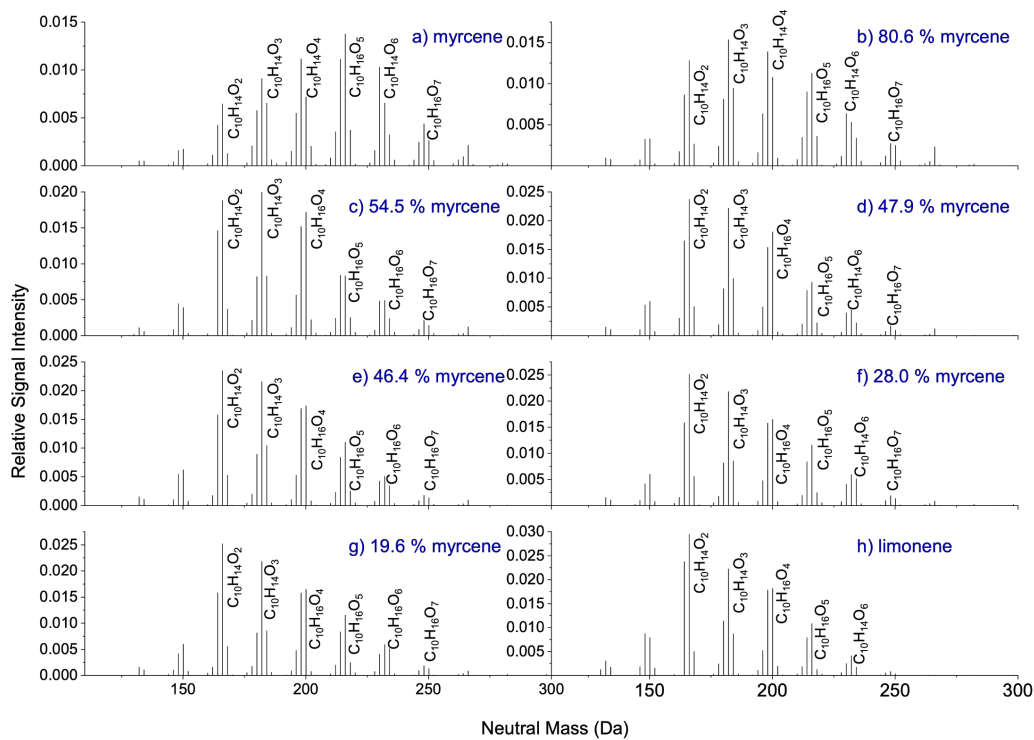 Relative Signal Intensity
a) myrcene
0.015
0.010
0.005
0.000
C₁₀H₁₄O₂
C₁₀H₁₄O₃
C₁₀H₁₄O₄
C₁₀H₁₆O₅
C₁₀H₁₄O₆
C₁₀H₁₆O₇
b) 80.6 % myrcene
0.015
0.010
0.005
C₁₀H₁₄O₂
C₁₀H₁₄O₃
C₁₀H₁₄O₄
C₁₀H₁₆O₅
C₁₀H₁₄O₆
C₁₀H₁₆O₇
c) 54.5 % myrcene
0.020
0.015
0.010
0.005
0.000
C₁₀H₁₄O₂
C₁₀H₁₄O₃
C₁₀H₁₆O₄
C₁₀H₁₆O₅
C₁₀H₁₆O₆
C₁₀H₁₆O₇
d) 47.9 % myrcene
0.025
0.020
0.015
0.010
0.005
C₁₀H₁₄O₂
C₁₀H₁₄O₃
C₁₀H₁₆O₄
C₁₀H₁₆O₅
C₁₀H₁₄O₆
C₁₀H₁₆O₇
e) 46.4 % myrcene
0.025
0.020
0.015
0.010
0.005
0.000
C₁₀H₁₄O₂
C₁₀H₁₄O₃
C₁₀H₁₆O₄
C₁₀H₁₆O₅
C₁₀H₁₆O₆
C₁₀H₁₆O₇
f) 28.0 % myrcene
0.025
0.020
0.015
0.010
0.005
C₁₀H₁₄O₂
C₁₀H₁₄O₃
C₁₀H₁₆O₄
C₁₀H₁₆O₅
C₁₀H₁₄O₆
C₁₀H₁₆O₇
g) 19.6 % myrcene
0.025
0.020
0.015
0.010
0.005
0.000
C₁₀H₁₄O₂
C₁₀H₁₄O₃
C₁₀H₁₆O₄
C₁₀H₁₆O₅
C₁₀H₁₆O₆
C₁₀H₁₆O₇
150
200
250
300
h) limonene
0.030
0.025
0.020
0.015
0.010
0.005
0.000
C₁₀H₁₄O₂
C₁₀H₁₄O₃
C₁₀H₁₆O₄
C₁₀H₁₆O₅
C₁₀H₁₄O₆
150
200
250
300
Neutral Mass (Da)